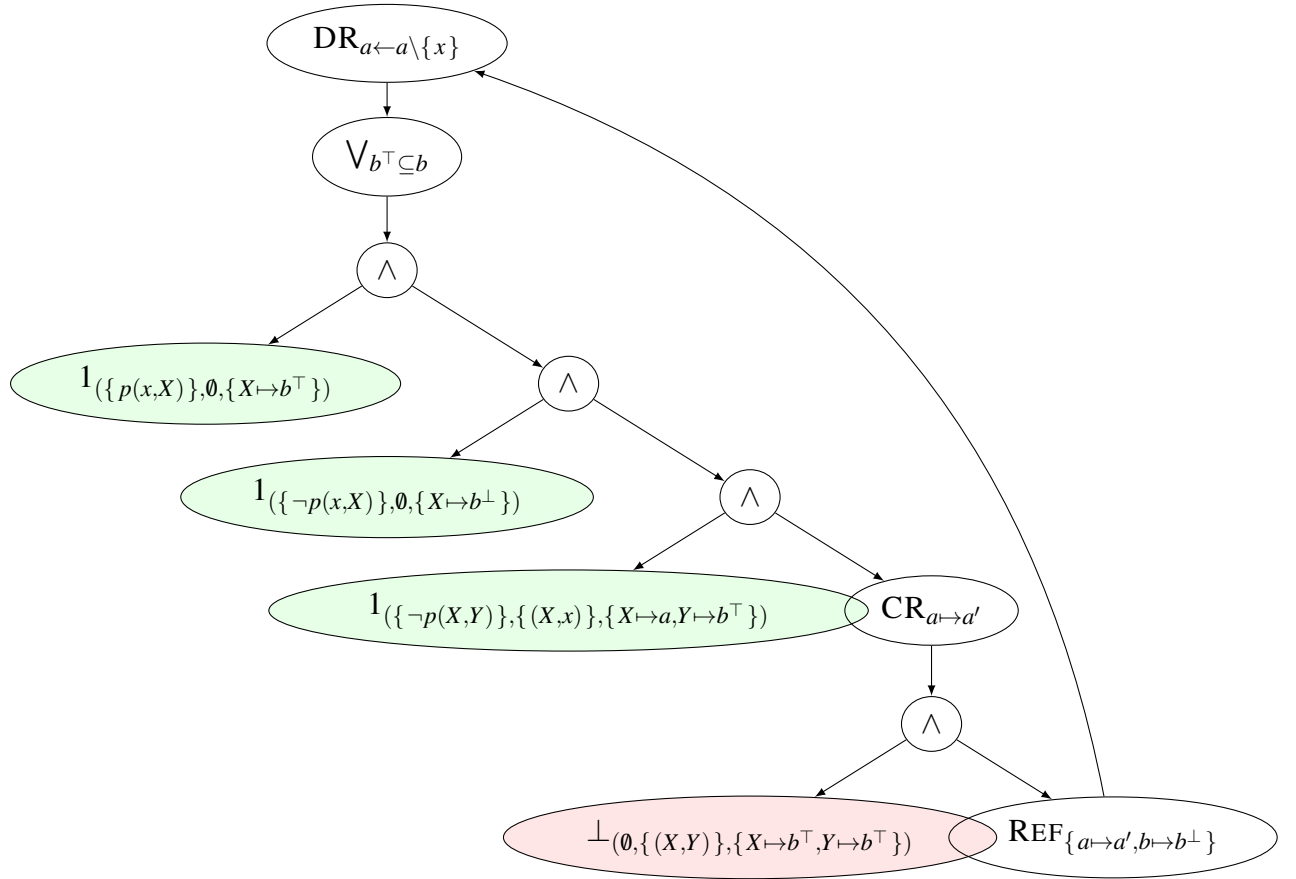 DR_{a←a\{x}}
⋁_{b^⊤⊆b}
∧
1_{({p(x,X)},∅,{X↦b^⊤})}
∧
1_{({¬p(x,X)},∅,{X↦b^⊥})}
∧
1_{({¬p(X,Y)},{(X,x)},{X↦a,Y↦b^⊤})}
CR_{a↦a′}
∧
⊥_{(∅,{(X,Y)},{X↦b^⊤,Y↦b^⊤})}
REF_{{a↦a′,b↦b^⊥}}